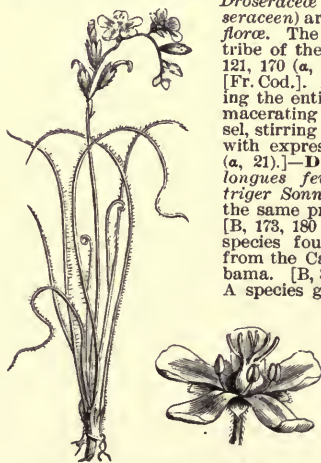 Droseraceæ
seraceen) ar
floræ. The
tribe of the
121, 170 (α,
[Fr. Cod.].
ing the enti
macerating
sel, stirring
with expres
(α, 21).]—D
longues fe
triger Sonn
the same pr
[B, 173, 180
species fou
from the Ca
bama. [B,
A species g